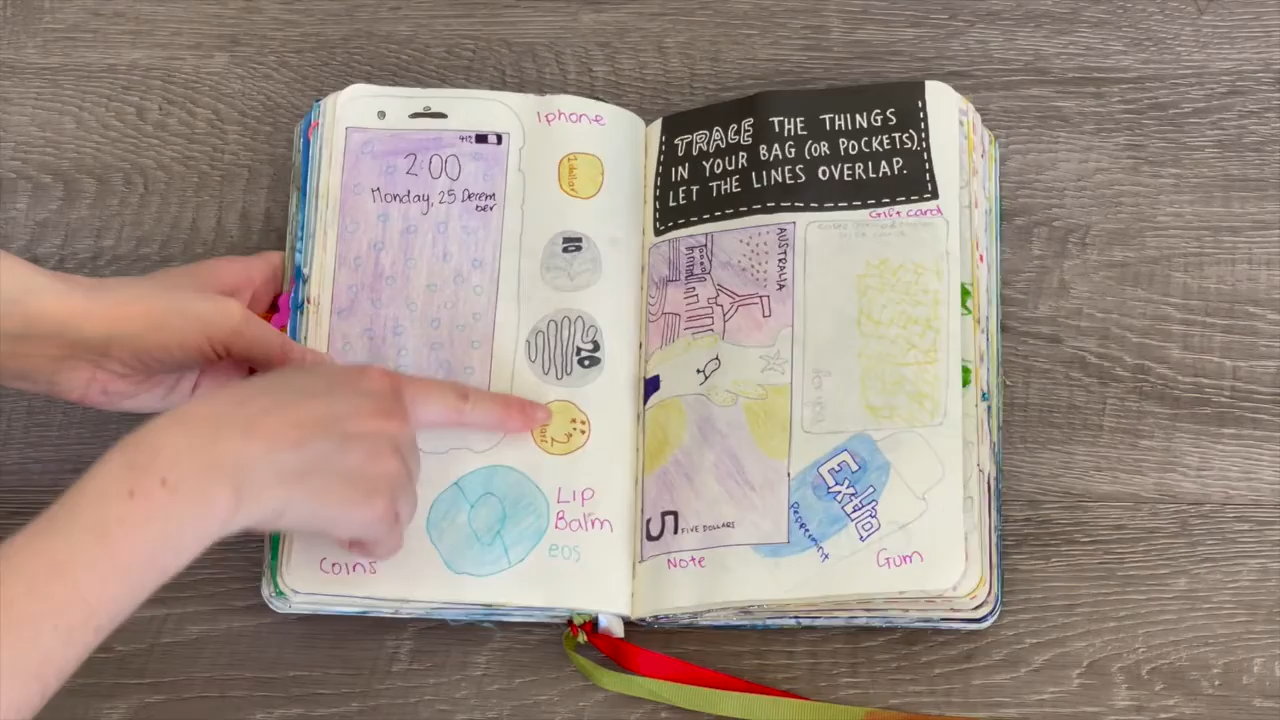 Iphone
41%
2:00
Monday, 25 Decem
ber
1 dollar
10
20
2
Lip
Balm
eos
Coins
TRACE THE THINGS
IN YOUR BAG (OR POCKETS).
LET THE LINES OVERLAP.
Gift card
AUSTRALIA
for you
Extra
Peppermint
5 FIVE DOLLARS
Note
Gum